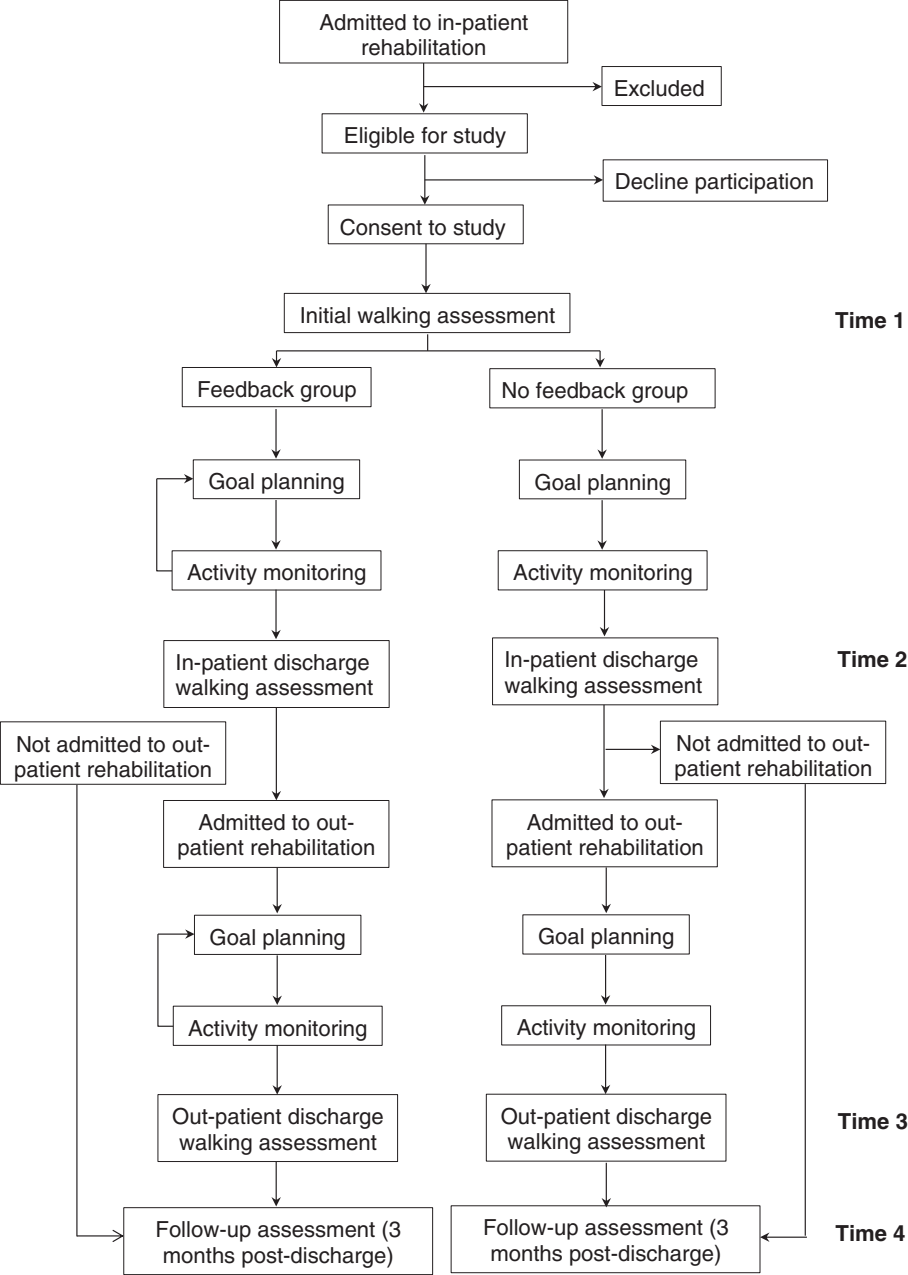 Admitted to in-patient
rehabilitation
Excluded
Eligible for study
Decline participation
Consent to study
Initial walking assessment
Time 1
Feedback group
No feedback group
Goal planning
Goal planning
Activity monitoring
Activity monitoring
In-patient discharge
walking assessment
In-patient discharge
walking assessment
Time 2
Not admitted to out-
patient rehabilitation
Not admitted to out-
patient rehabilitation
Admitted to out-
patient rehabilitation
Admitted to out-
patient rehabilitation
Goal planning
Goal planning
Activity monitoring
Activity monitoring
Out-patient discharge
walking assessment
Out-patient discharge
walking assessment
Time 3
Follow-up assessment (3
months post-discharge)
Follow-up assessment (3
months post-discharge)
Time 4